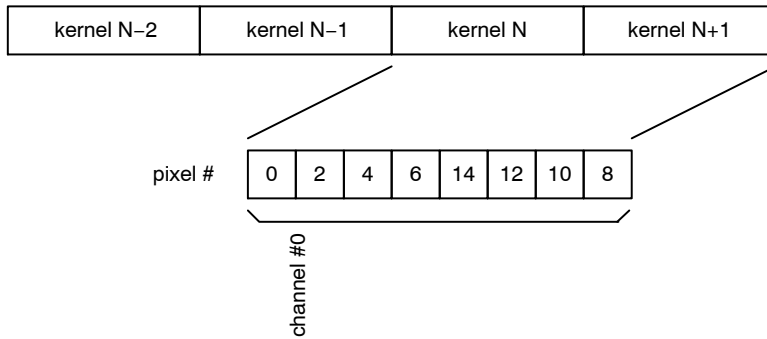 kernel N−2 kernel N−1 kernel N kernel N+1
pixel # 0 2 4 6 14 12 10 8
channel #0